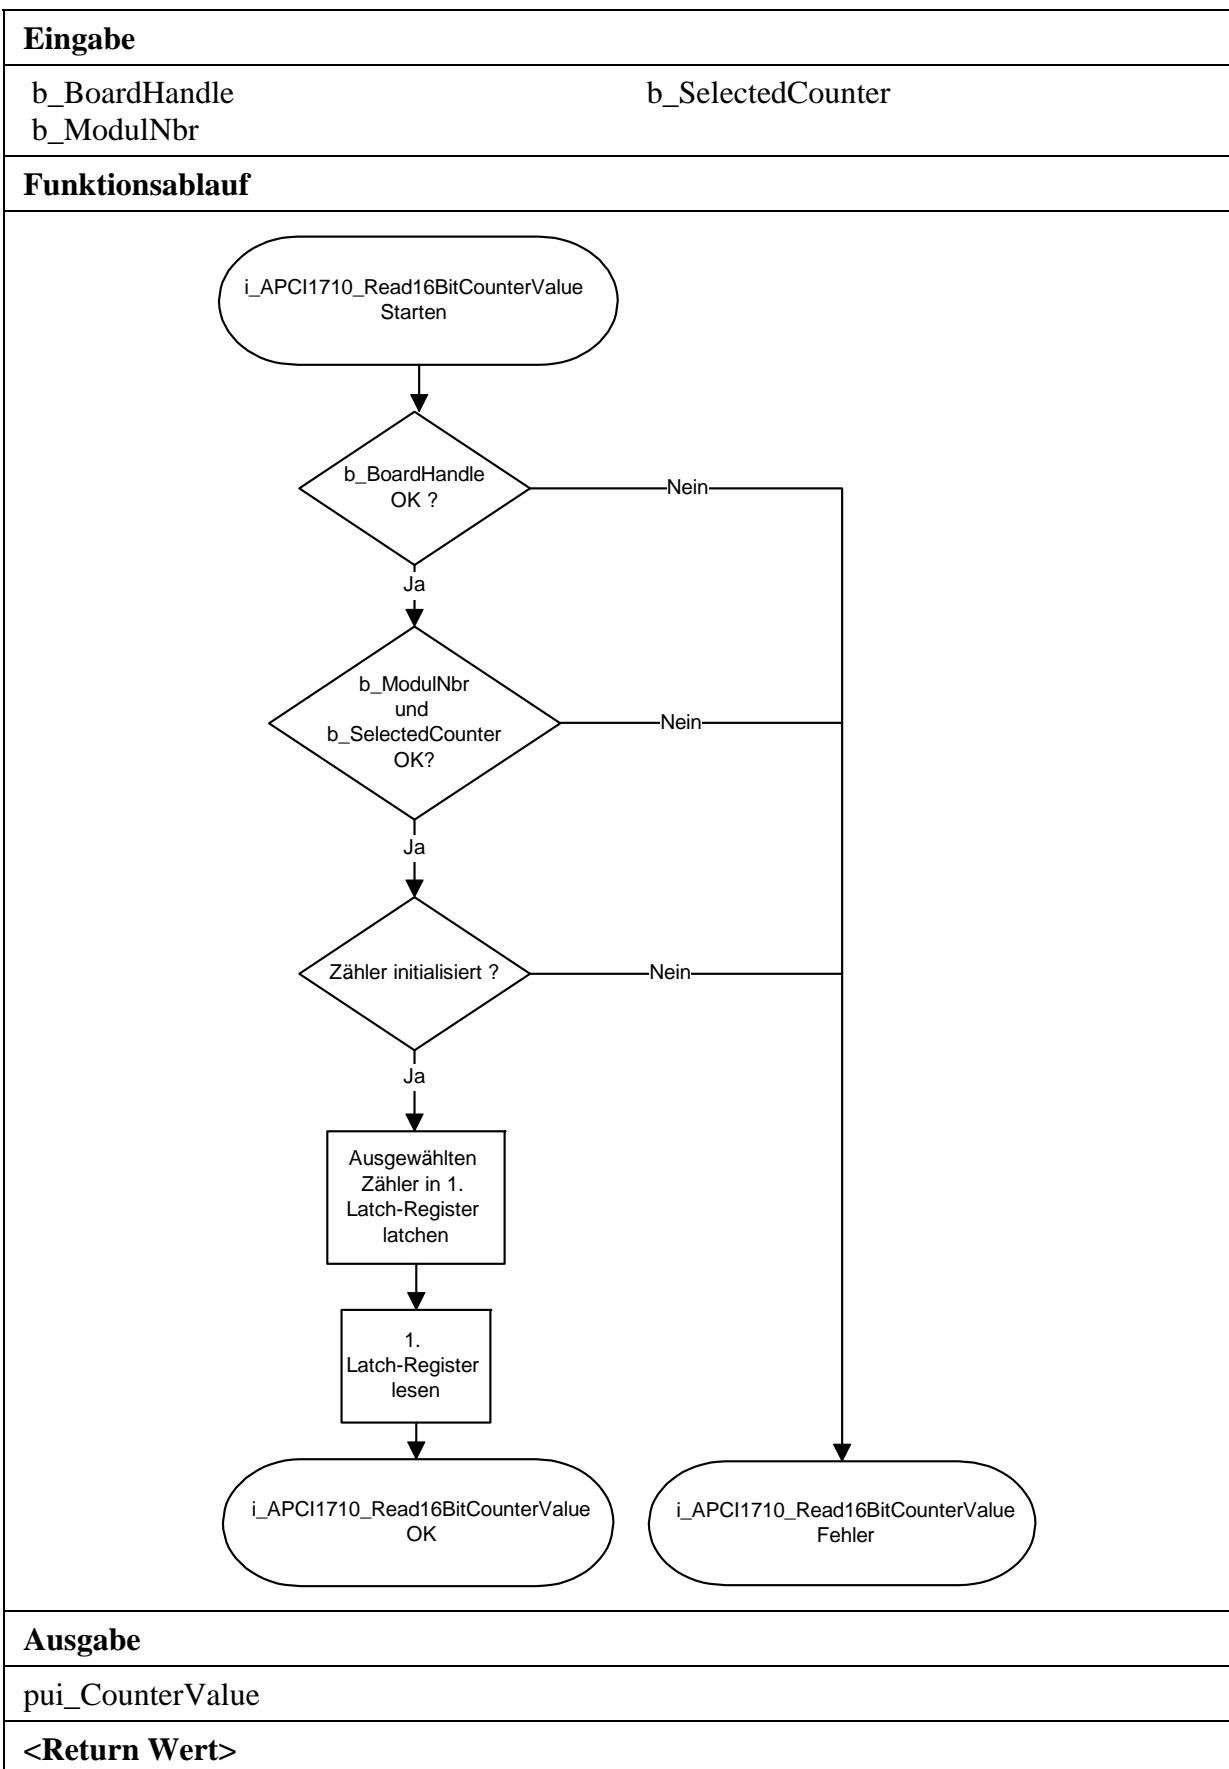 Eingabe
b_BoardHandle b_SelectedCounter
b_ModulNbr
Funktionsablauf
i_APCI1710_Read16BitCounterValue
Starten
b_BoardHandle
OK ?
Nein
Ja
b_ModulNbr
und
b_SelectedCounter
OK?
Nein
Ja
Zähler initialisiert ?
Nein
Ja
Ausgewählten
Zähler in 1.
Latch-Register
latchen
1.
Latch-Register
lesen
i_APCI1710_Read16BitCounterValue
OK
i_APCI1710_Read16BitCounterValue
Fehler
Ausgabe
pui_CounterValue
<Return Wert>